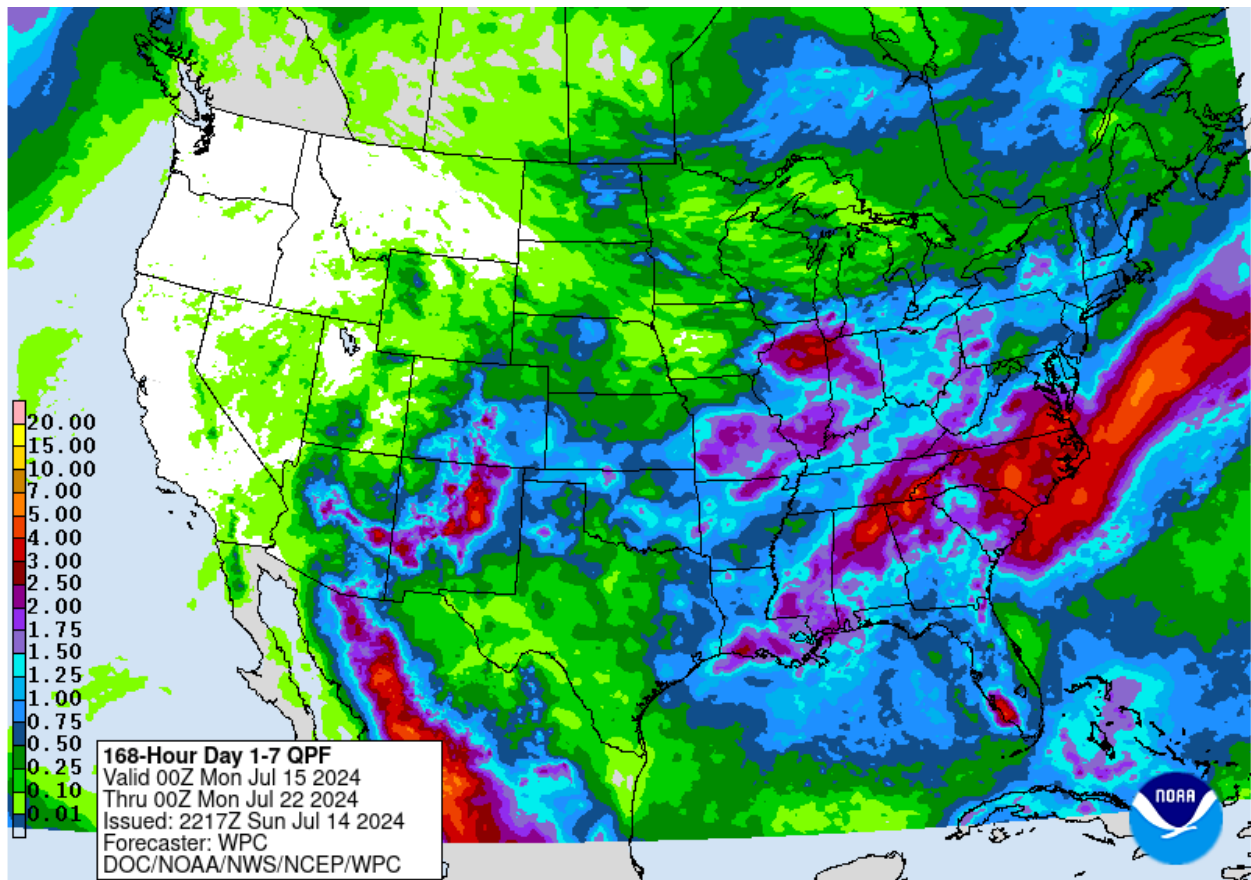 20.00
15.00
10.00
7.00
5.00
4.00
3.00
2.50
2.00
1.75
1.50
1.25
1.00
0.75
0.50
0.25
0.10
0.01
168-Hour Day 1-7 QPF
Valid 00Z Mon Jul 15 2024
Thru 00Z Mon Jul 22 2024
Issued: 2217Z Sun Jul 14 2024
Forecaster: WPC
DOC/NOAA/NWS/NCEP/WPC
NOAA